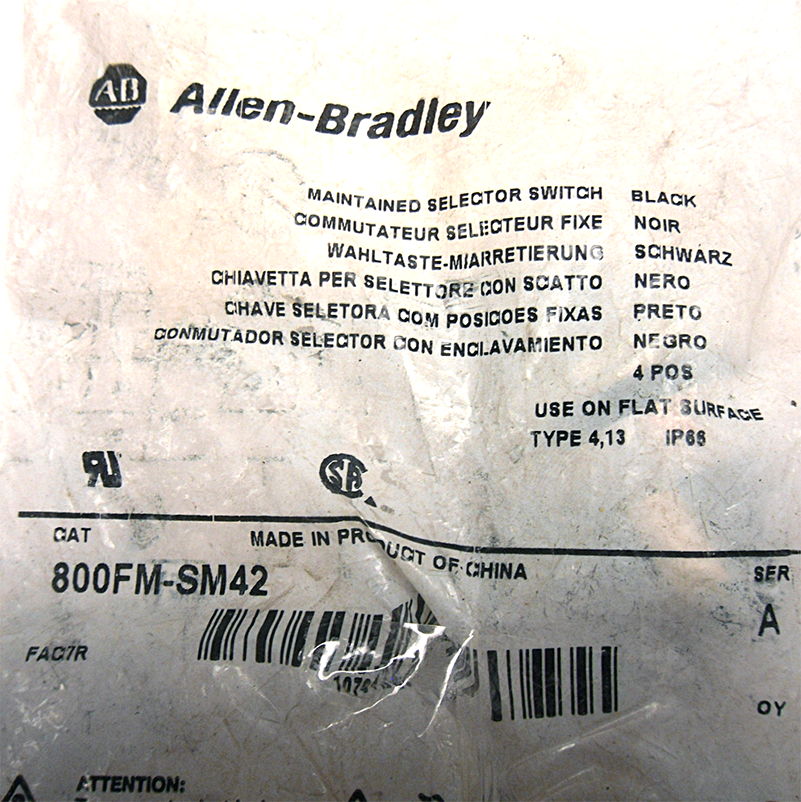 AB Allen-Bradley
MAINTAINED SELECTOR SWITCH BLACK
COMMUTATEUR SELECTEUR FIXE NOIR
WAHLTASTE-MIARRETIERUNG SCHWARZ
CHIAVETTA PER SELETTORE CON SCATTO NERO
CHAVE SELETORA COM POSICOES FIXAS PRETO
CONMUTADOR SELECTOR CON ENCLAVAMIENTO NEGRO
4 POS
USE ON FLAT SURFACE
TYPE 4,13 IP66
CAT MADE IN PRODUCT OF CHINA SER
800FM-SM42 A
FAC7R
OY
ATTENTION: